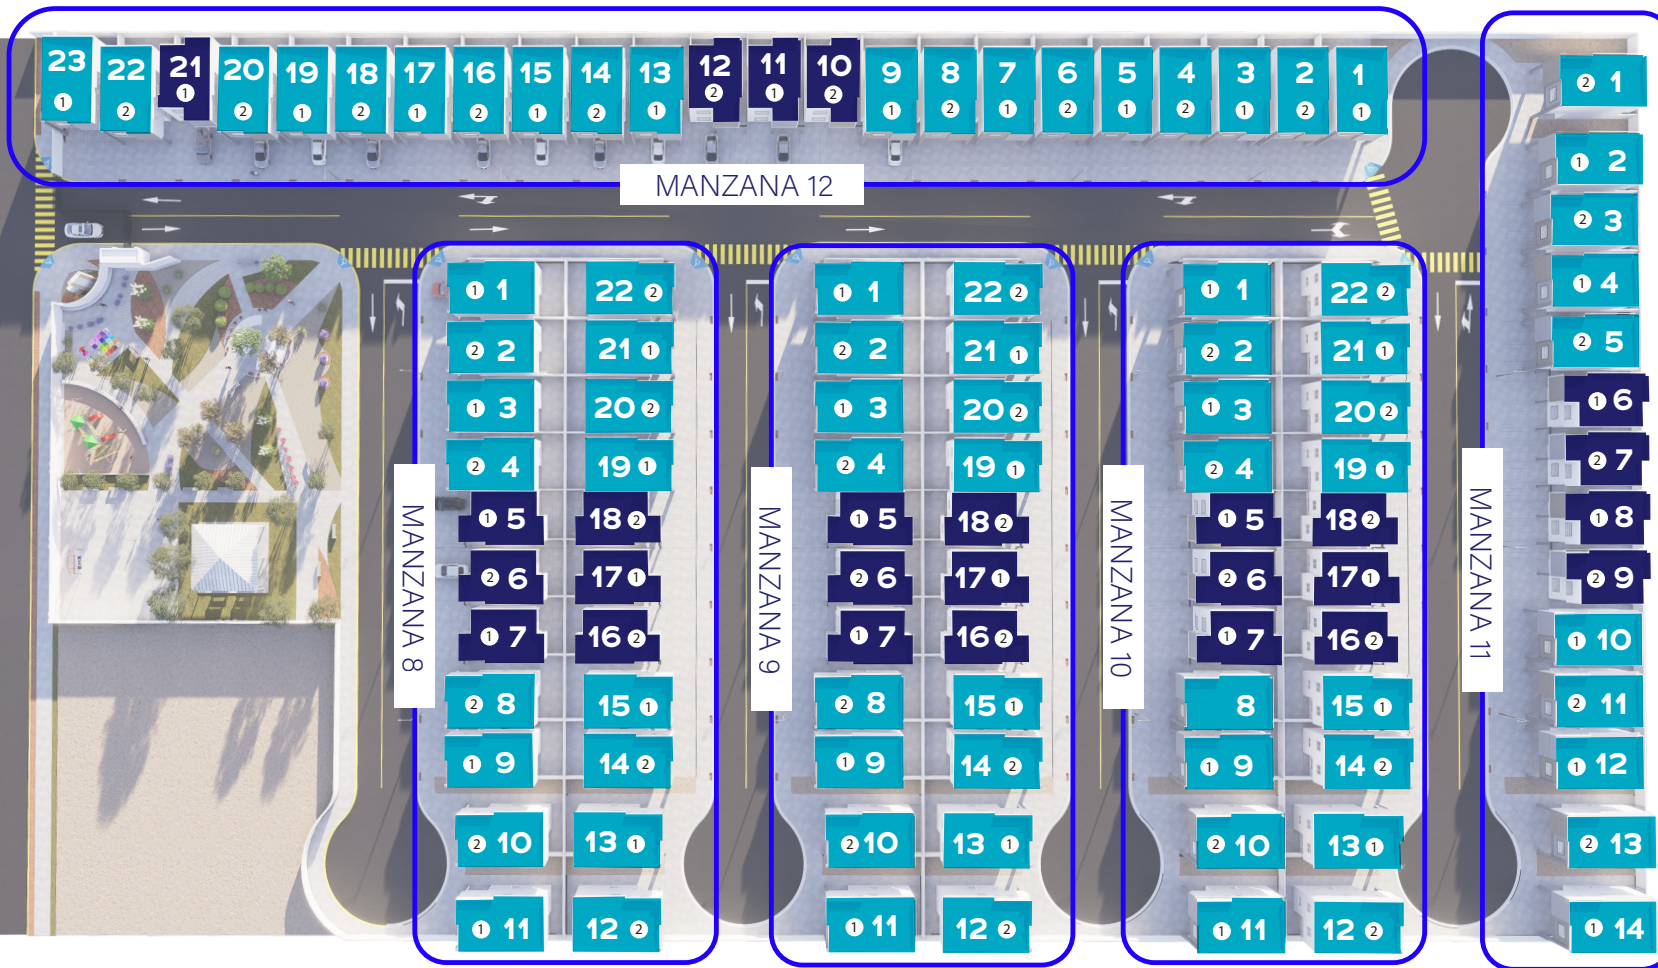 23 22 21 20 19 18 17 16 15 14 13 12 11 10 9 8 7 6 5 4 3 2 1
1 2 1 2 1 2 1 2 1 2 1 2 1 2 1 2 1 2 1 2 1 2 1
MANZANA 12
MANZANA 8
1 1 22 2
2 2 21 1
1 3 20 2
2 4 19 1
1 5 18 2
2 6 17 1
1 7 16 2
2 8 15 1
1 9 14 2
2 10 13 1
1 11 12 2
MANZANA 9
1 1 22 2
2 2 21 1
1 3 20 2
2 4 19 1
1 5 18 2
2 6 17 1
1 7 16 2
2 8 15 1
1 9 14 2
2 10 13 1
1 11 12 2
MANZANA 10
1 1 22 2
2 2 21 1
1 3 20 2
2 4 19 1
1 5 18 2
2 6 17 1
1 7 16 2
8 15 1
1 9 14 2
2 10 13 1
1 11 12 2
MANZANA 11
2 1
1 2
2 3
1 4
2 5
1 6
2 7
1 8
2 9
1 10
2 11
1 12
2 13
1 14